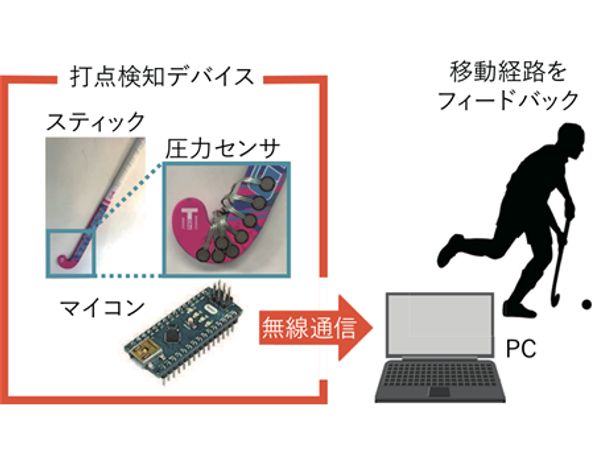 打点検知デバイス
スティック
圧力センサ
マイコン
無線通信
移動経路を
フィードバック
PC